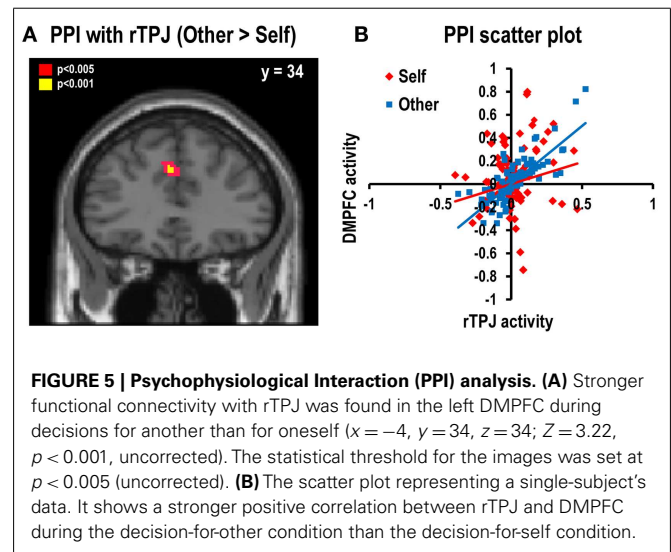 A PPI with rTPJ (Other > Self)
p<0.005
p<0.001
y = 34
B PPI scatter plot
Self
Other
1
0.8
0.6
0.4
0.2
0
-0.2
-0.4
-0.6
-0.8
-1
-1 -0.5 0 0.5 1
DMPFC activity
rTPJ activity
FIGURE 5 | Psychophysiological Interaction (PPI) analysis. (A) Stronger
functional connectivity with rTPJ was found in the left DMPFC during
decisions for another than for oneself (x = −4, y = 34, z = 34; Z = 3.22,
p < 0.001, uncorrected). The statistical threshold for the images was set at
p < 0.005 (uncorrected). (B) The scatter plot representing a single-subject's
data. It shows a stronger positive correlation between rTPJ and DMPFC
during the decision-for-other condition than the decision-for-self condition.